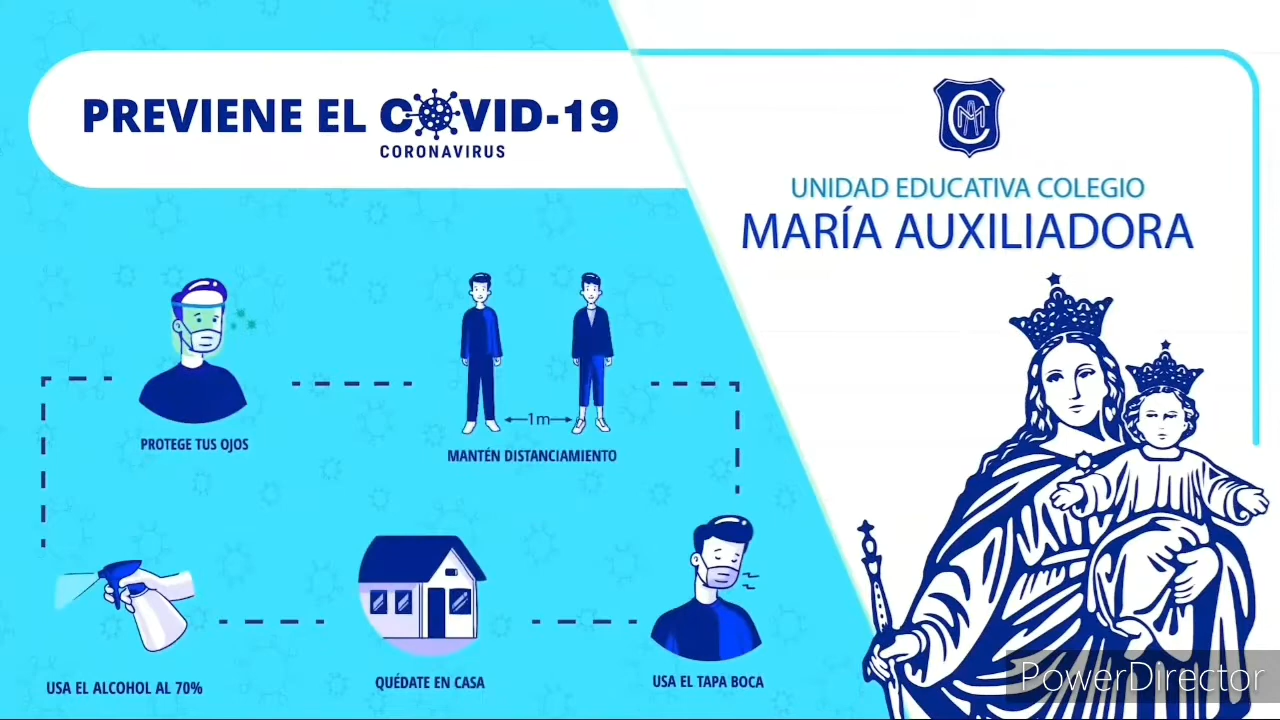 PREVIENE EL COVID-19
CORONAVIRUS
UNIDAD EDUCATIVA COLEGIO
MARÍA AUXILIADORA
PROTEGE TUS OJOS
1m
MANTÉN DISTANCIAMIENTO
USA EL ALCOHOL AL 70%
QUÉDATE EN CASA
USA EL TAPA BOCA
PowerDirector